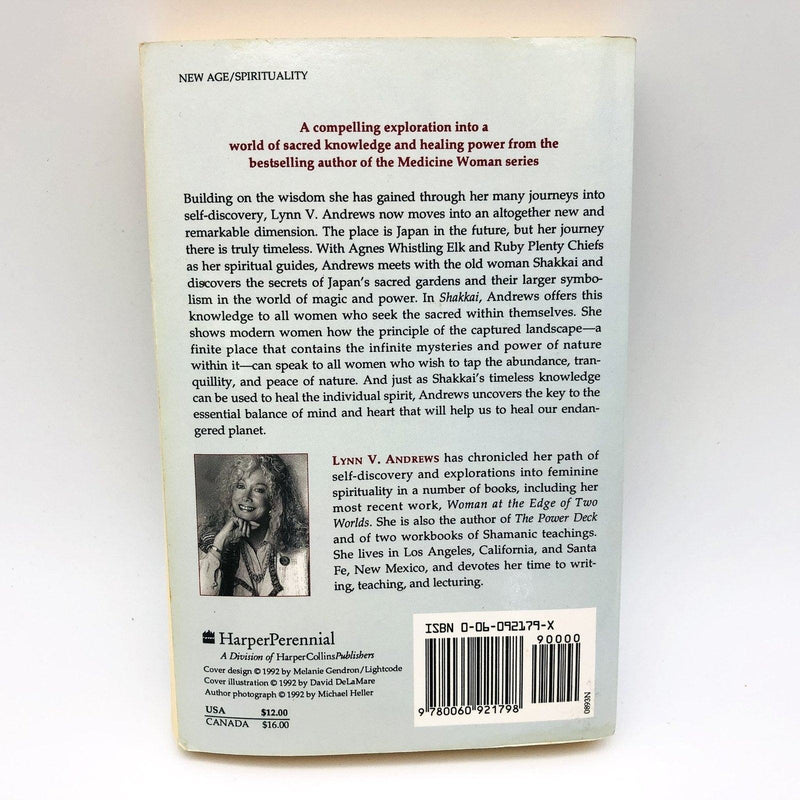 NEW AGE/SPIRITUALITY
A compelling exploration into a
world of sacred knowledge and healing power from the
bestselling author of the Medicine Woman series
Building on the wisdom she has gained through her many journeys into
self-discovery, Lynn V. Andrews now moves into an altogether new and
remarkable dimension. The place is Japan in the future, but her journey
there is truly timeless. With Agnes Whistling Elk and Ruby Plenty Chiefs
as her spiritual guides, Andrews meets with the old woman Shakkai and
discovers the secrets of Japan's sacred gardens and their larger symbo-
lism in the world of magic and power. In Shakkai, Andrews offers this
knowledge to all women who seek the sacred within themselves. She
shows modern women how the principle of the captured landscape—a
finite place that contains the infinite mysteries and power of nature
within it—can speak to all women who wish to tap the abundance, tran-
quillity, and peace of nature. And just as Shakkai's timeless knowledge
can be used to heal the individual spirit, Andrews uncovers the key to the
essential balance of mind and heart that will help us to heal our endan-
gered planet.
LYNN V. ANDREWS has chronicled her path of
self-discovery and explorations into feminine
spirituality in a number of books, including her
most recent work, Woman at the Edge of Two
Worlds. She is also the author of The Power Deck
and of two workbooks of Shamanic teachings.
She lives in Los Angeles, California, and Santa
Fe, New Mexico, and devotes her time to writ-
ing, teaching, and lecturing.
HarperPerennial
A Division of HarperCollinsPublishers
Cover design © 1992 by Melanie Gendron/Lightcode
Cover illustration © 1992 by David DeLaMare
Author photograph © 1992 by Michael Heller
USA $12.00
CANADA $16.00
ISBN 0-06-092179-X
90000
9 780060 921798